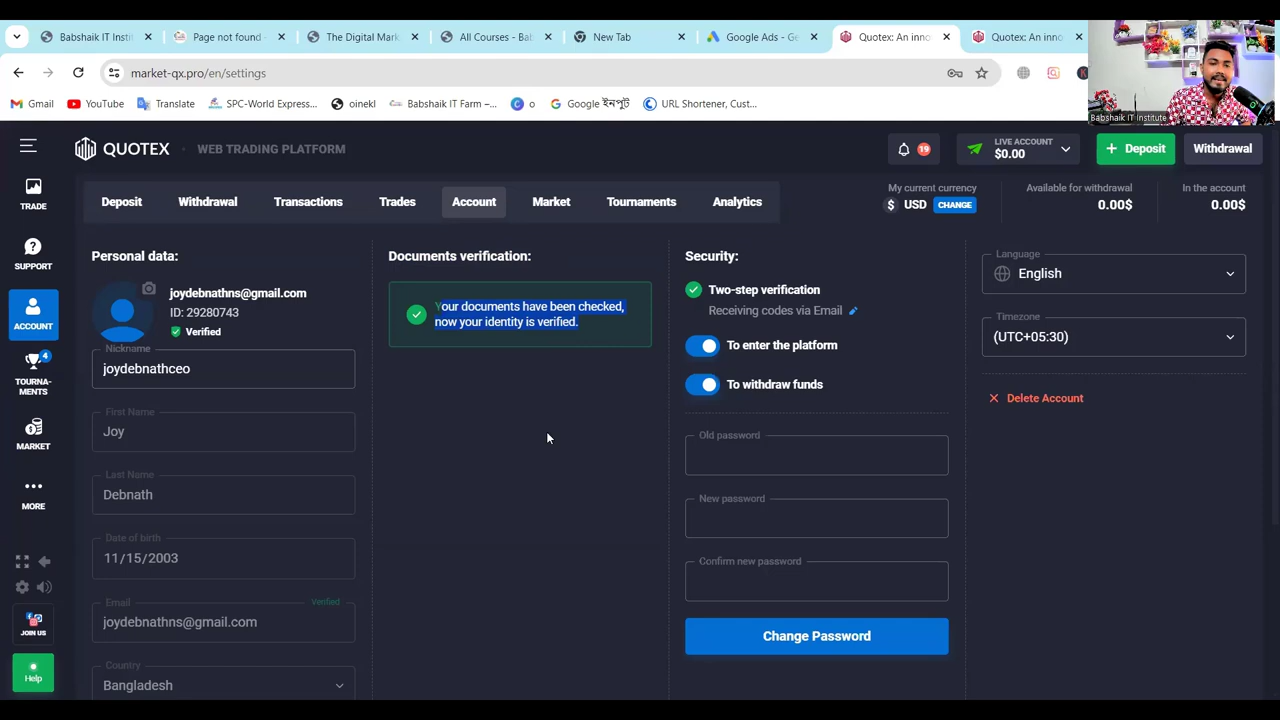 Babshaik IT Insti
Page not found
The Digital Mark
All Courses - Bab
New Tab
Google Ads - Ge
Quotex: An inno
Quotex: An inno
market-qx.pro/en/settings
Gmail
YouTube
Translate
SPC-World Express...
oinekl
Babshaik IT Farm –...
o
Google ইনপুট
URL Shortener, Cust...
Babshaik IT Institute
QUOTEX
WEB TRADING PLATFORM
19
LIVE ACCOUNT
$0.00
+ Deposit
Withdrawal
Deposit
Withdrawal
Transactions
Trades
Account
Market
Tournaments
Analytics
My current currency
$ USD CHANGE
Available for withdrawal
0.00$
In the account
0.00$
TRADE
SUPPORT
ACCOUNT
4
TOURNA-
MENTS
MARKET
MORE
JOIN US
Help
Personal data:
joydebnathns@gmail.com
ID: 29280743
Verified
Nickname
joydebnathceo
First Name
Joy
Last Name
Debnath
Date of birth
11/15/2003
Email
Verified
joydebnathns@gmail.com
Country
Bangladesh
Documents verification:
Your documents have been checked,
now your identity is verified.
Security:
Two-step verification
Receiving codes via Email
To enter the platform
To withdraw funds
Old password
New password
Confirm new password
Change Password
Language
English
Timezone
(UTC+05:30)
Delete Account